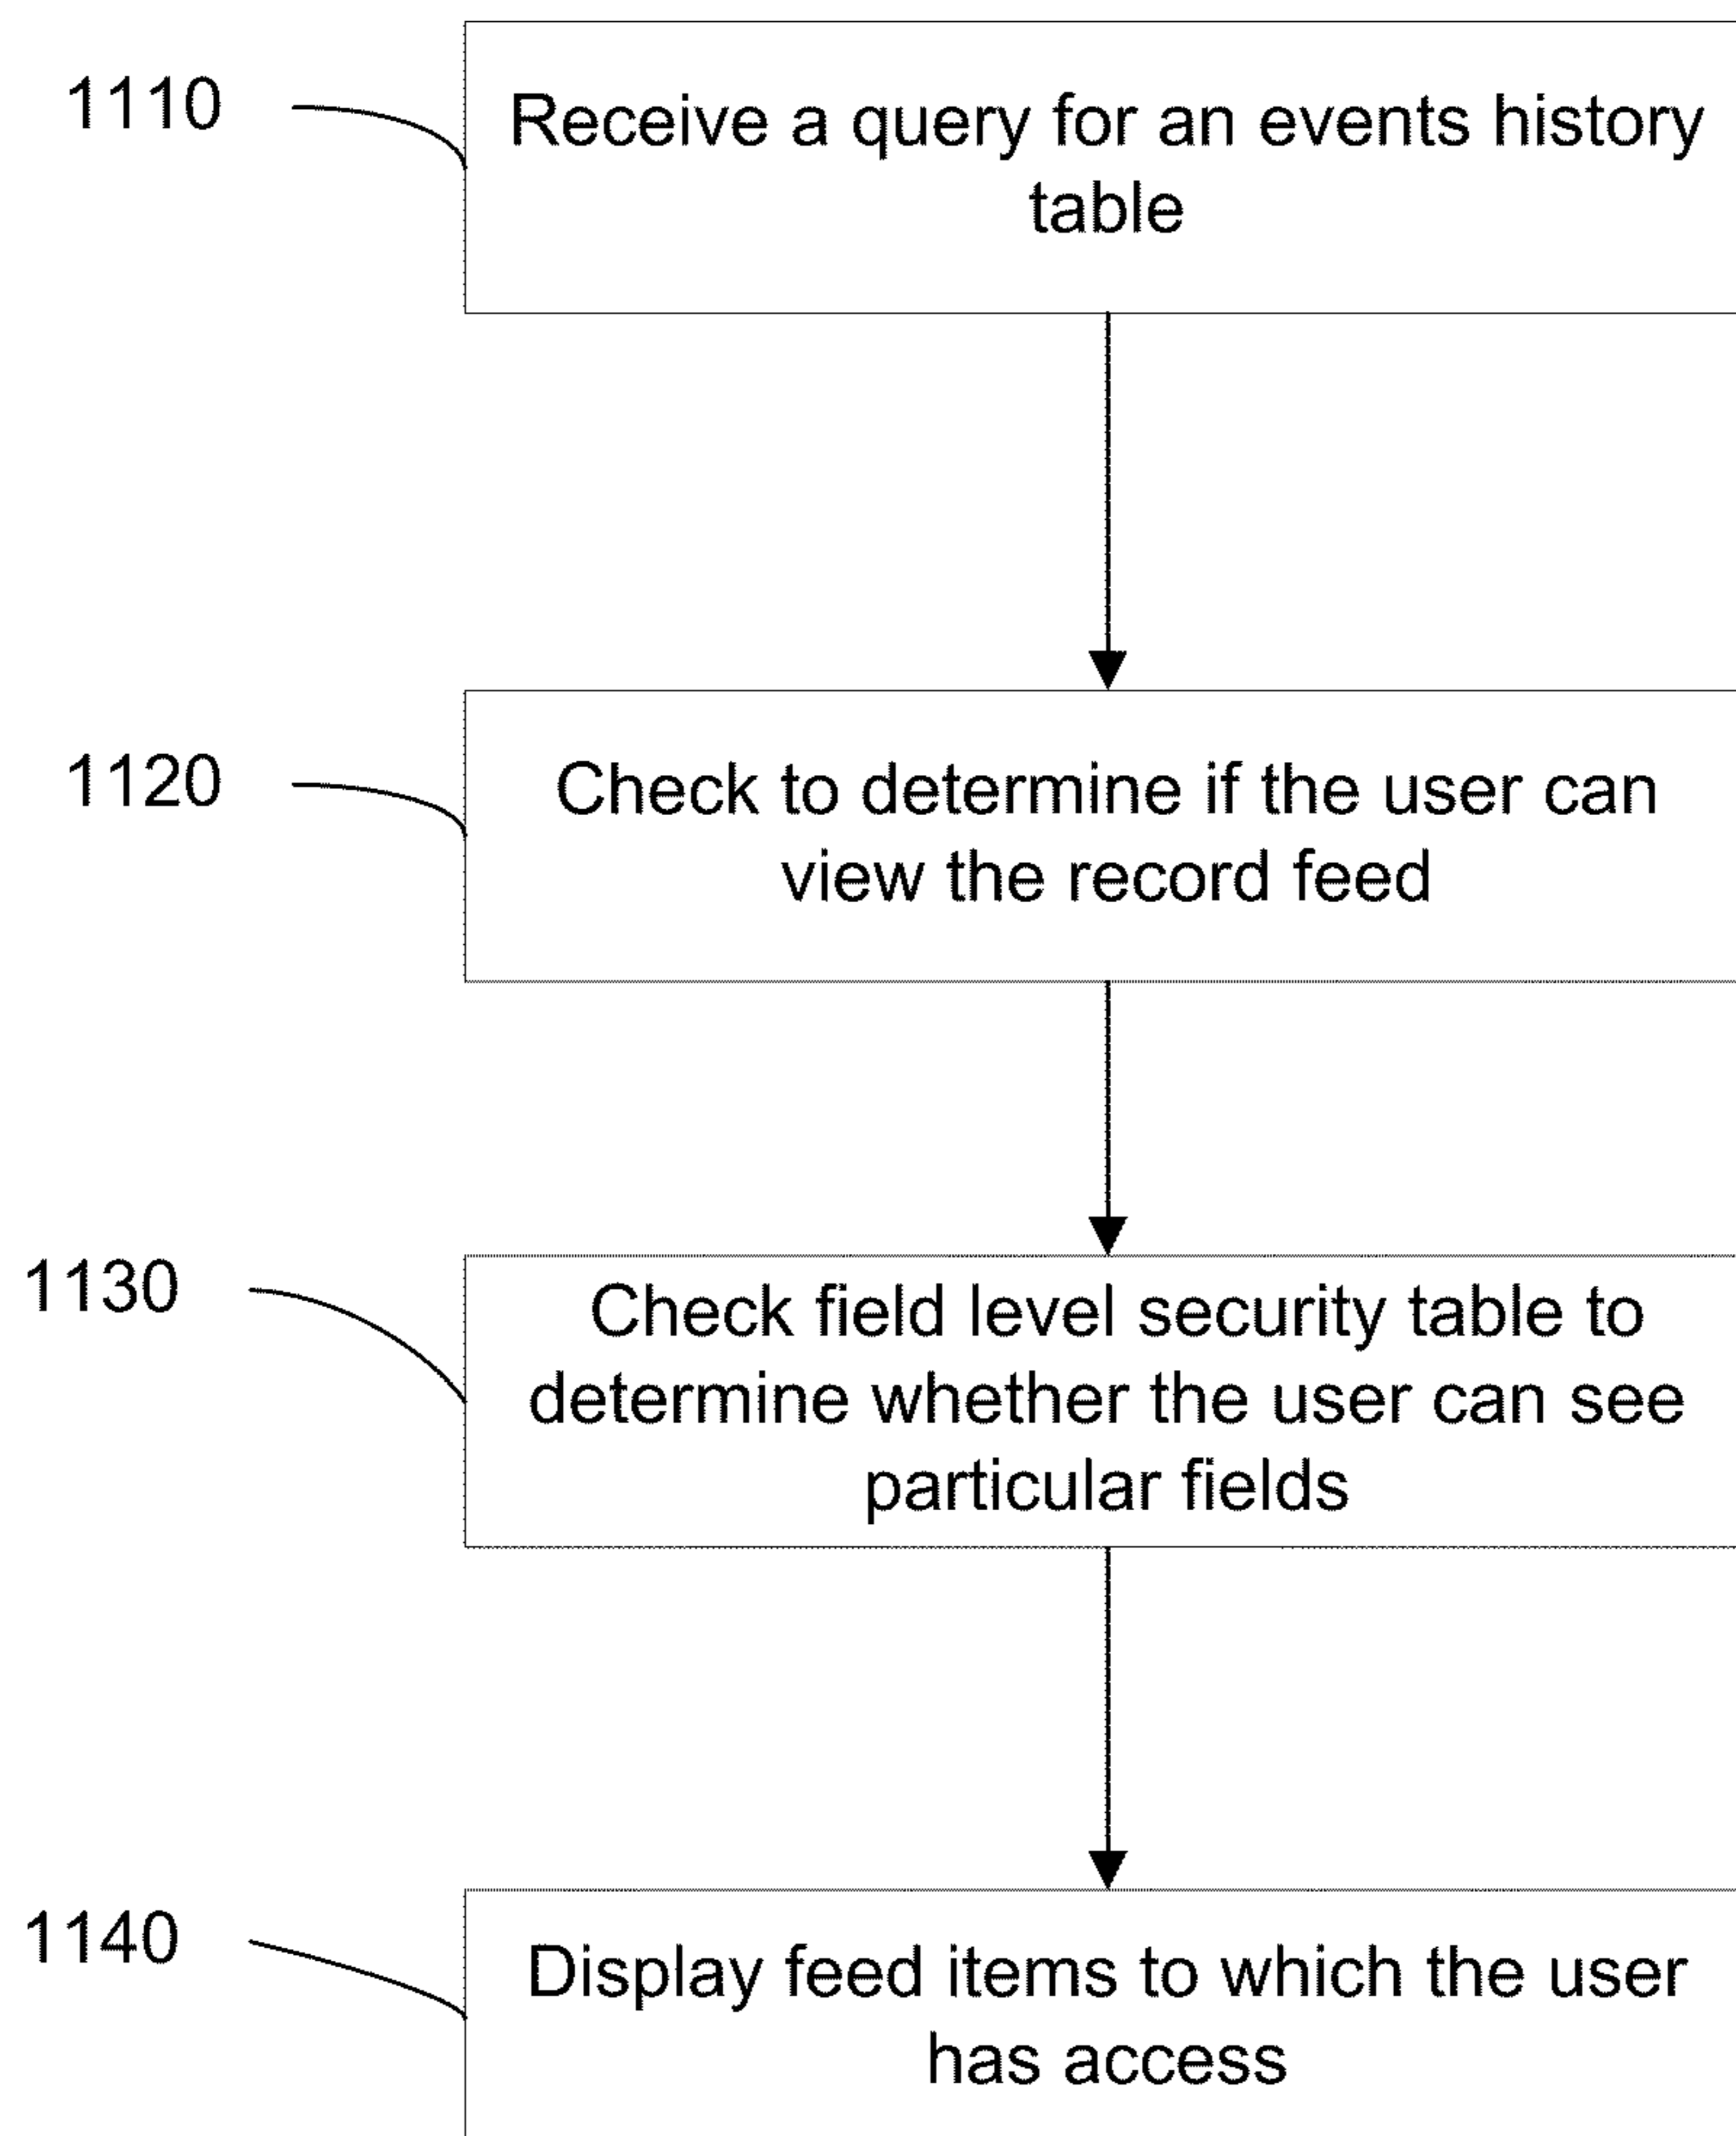 1110
Receive a query for an events history
table
1120
Check to determine if the user can
view the record feed
1130
Check field level security table to
determine whether the user can see
particular fields
1140
Display feed items to which the user
has access